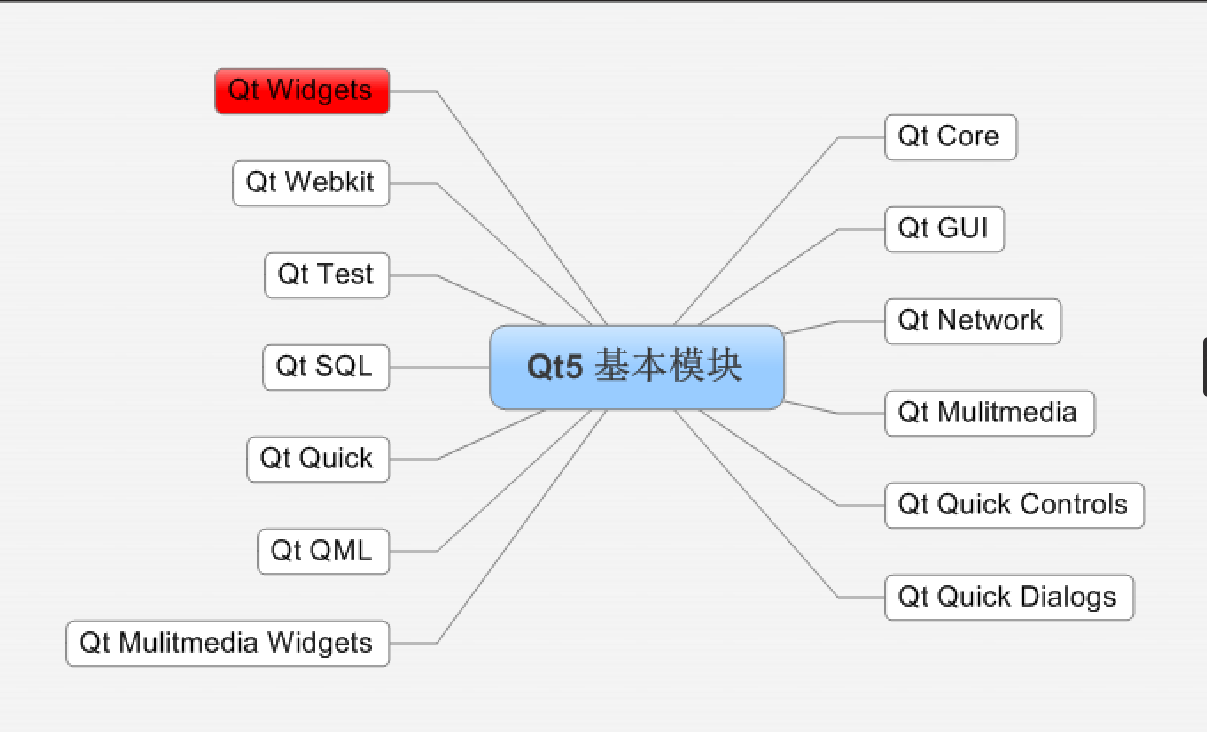 Qt Widgets
Qt Webkit
Qt Test
Qt SQL
Qt Quick
Qt QML
Qt Mulitmedia Widgets
Qt5 基本模块
Qt Core
Qt GUI
Qt Network
Qt Mulitmedia
Qt Quick Controls
Qt Quick Dialogs